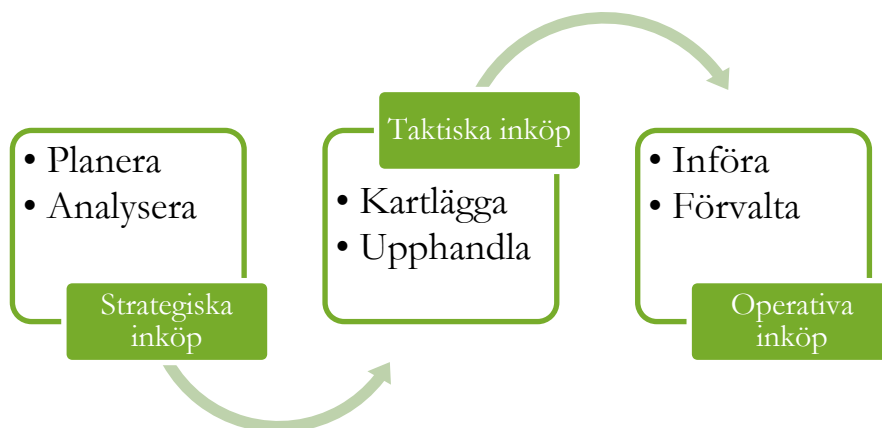 • Planera
• Analysera
Strategiska
inköp
Taktiska inköp
• Kartlägga
• Upphandla
• Införa
• Förvalta
Operativa
inköp